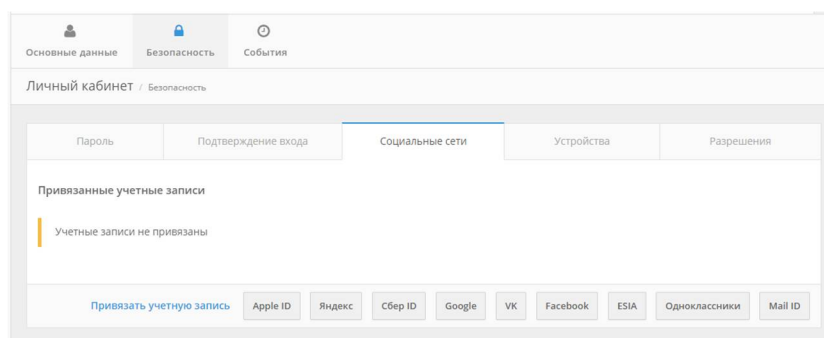 Основные данные Безопасность События
Личный кабинет / Безопасность
Пароль Подтверждение входа Социальные сети Устройства Разрешения
Привязанные учетные записи
Учетные записи не привязаны
Привязать учетную запись Apple ID Яндекс Сбер ID Google VK Facebook ESIA Одноклассники Mail ID